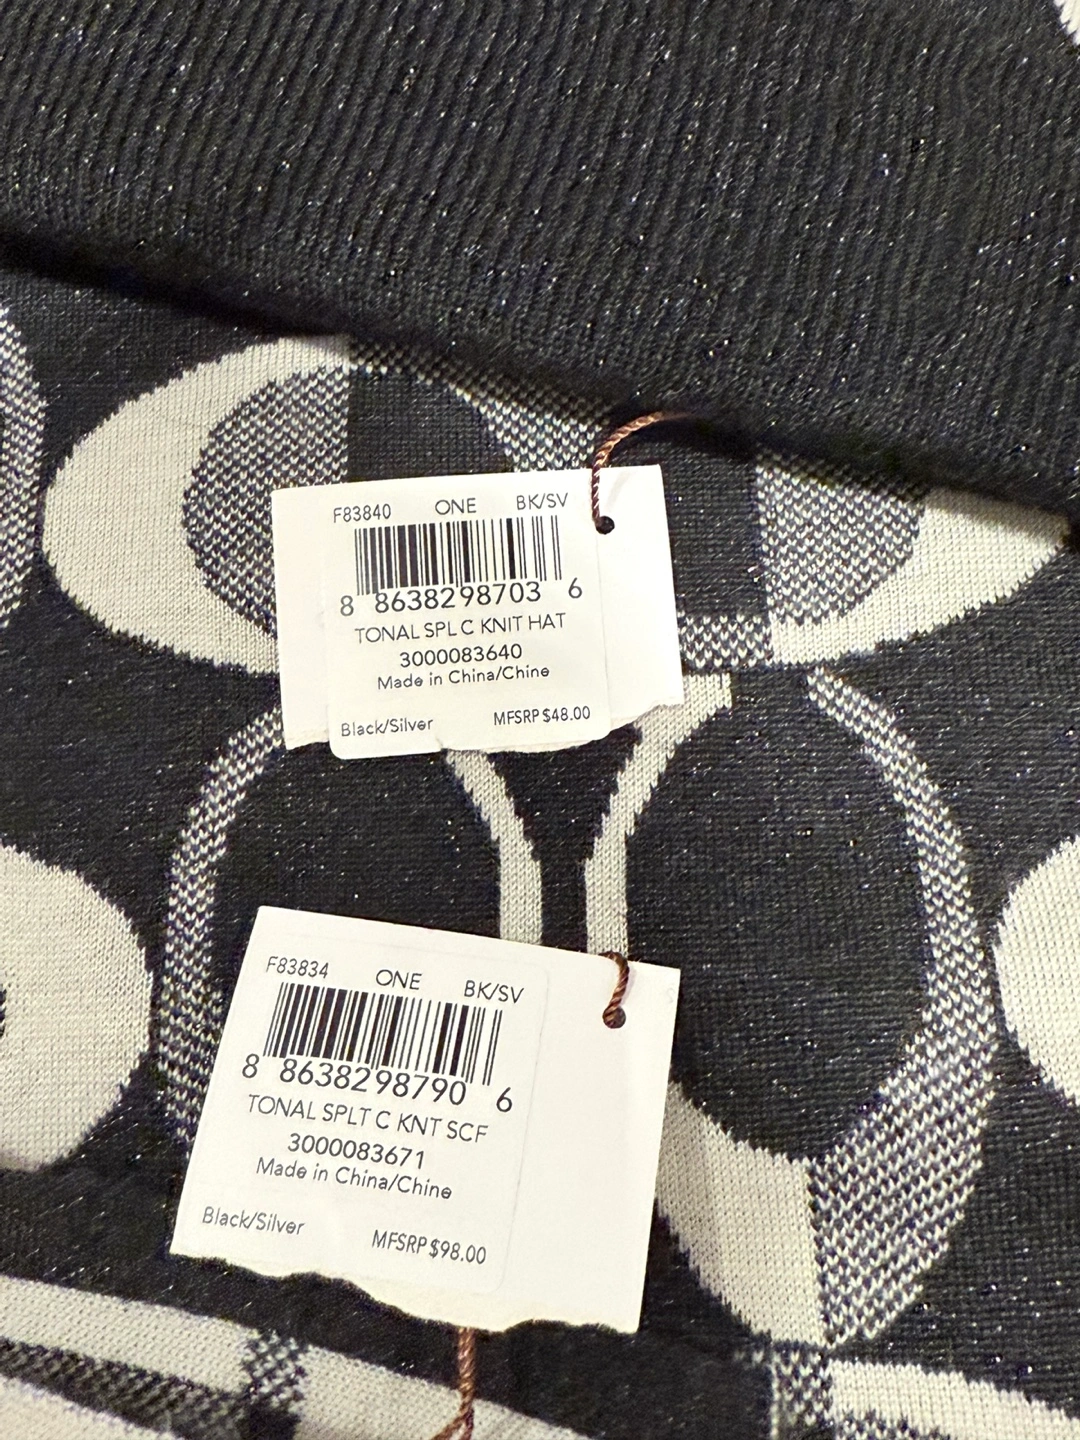 F83840 ONE BK/SV
8 8638298703 6
TONAL SPL C KNIT HAT
3000083640
Made in China/Chine
Black/Silver MFSRP $48.00
F83834 ONE BK/SV
8 8638298790 6
TONAL SPLT C KNT SCF
3000083671
Made in China/Chine
Black/Silver MFSRP $98.00